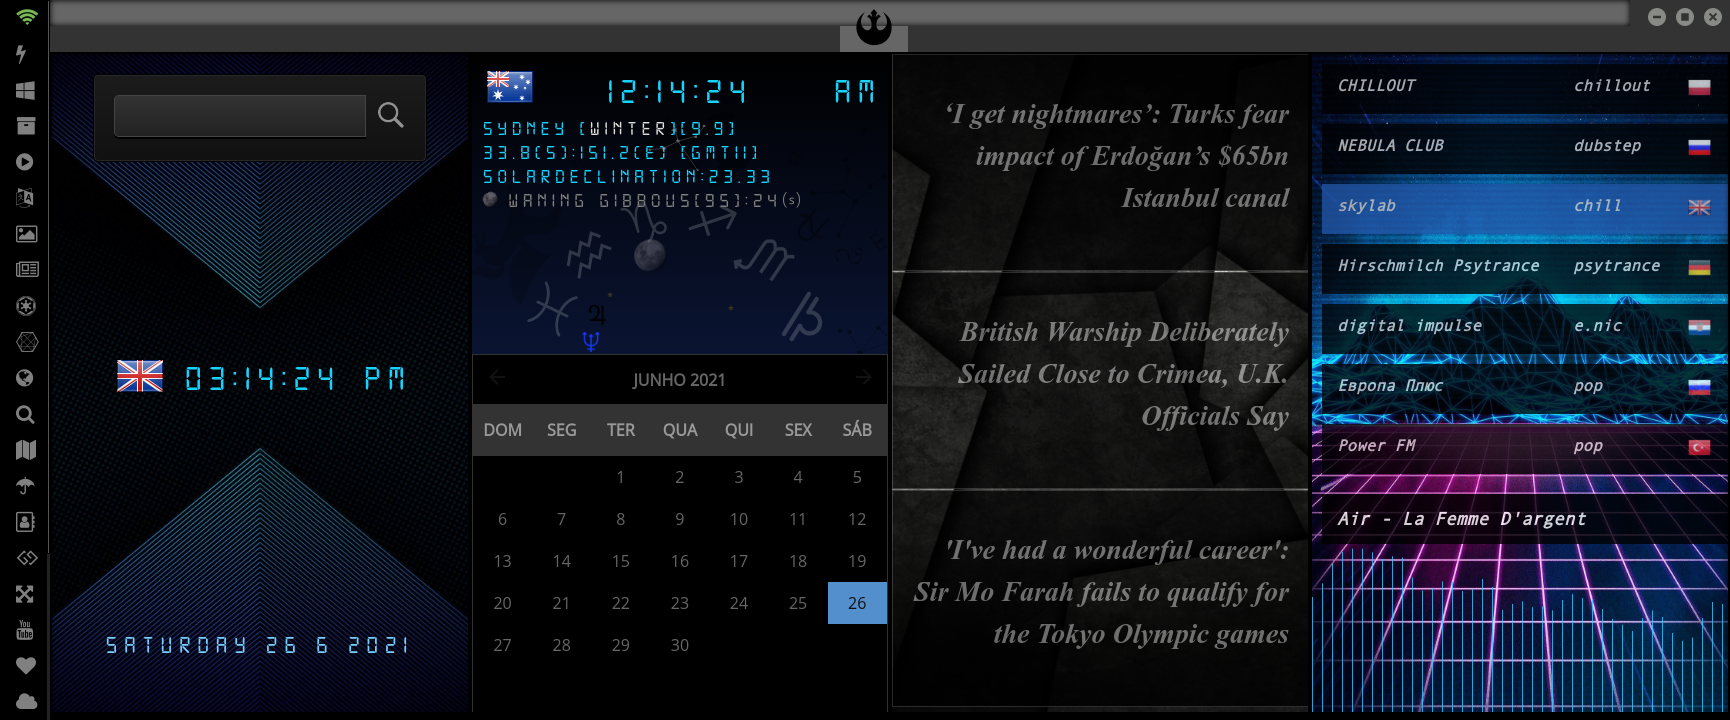 03:14:24 PM
SATURDAY 26 6 2021
12:14:24 AM
SYDNEY (WINTER)(9.9)
33.8(S):151.2(E) (GMT11)
SOLARDECLINATION:23.33
WANING GIBBOUS(95):24(s)
JUNHO 2021
DOM SEG TER QUA QUI SEX SÁB
1 2 3 4 5
6 7 8 9 10 11 12
13 14 15 16 17 18 19
20 21 22 23 24 25 26
27 28 29 30
‘I get nightmares’: Turks fear
impact of Erdoğan’s $65bn
Istanbul canal
British Warship Deliberately
Sailed Close to Crimea, U.K.
Officials Say
'I've had a wonderful career':
Sir Mo Farah fails to qualify for
the Tokyo Olympic games
CHILLOUT chillout
NEBULA CLUB dubstep
skylab chill
Hirschmilch Psytrance psytrance
digital impulse e.nic
Европа Плюс pop
Power FM pop
Air - La Femme D'argent
You
Tube